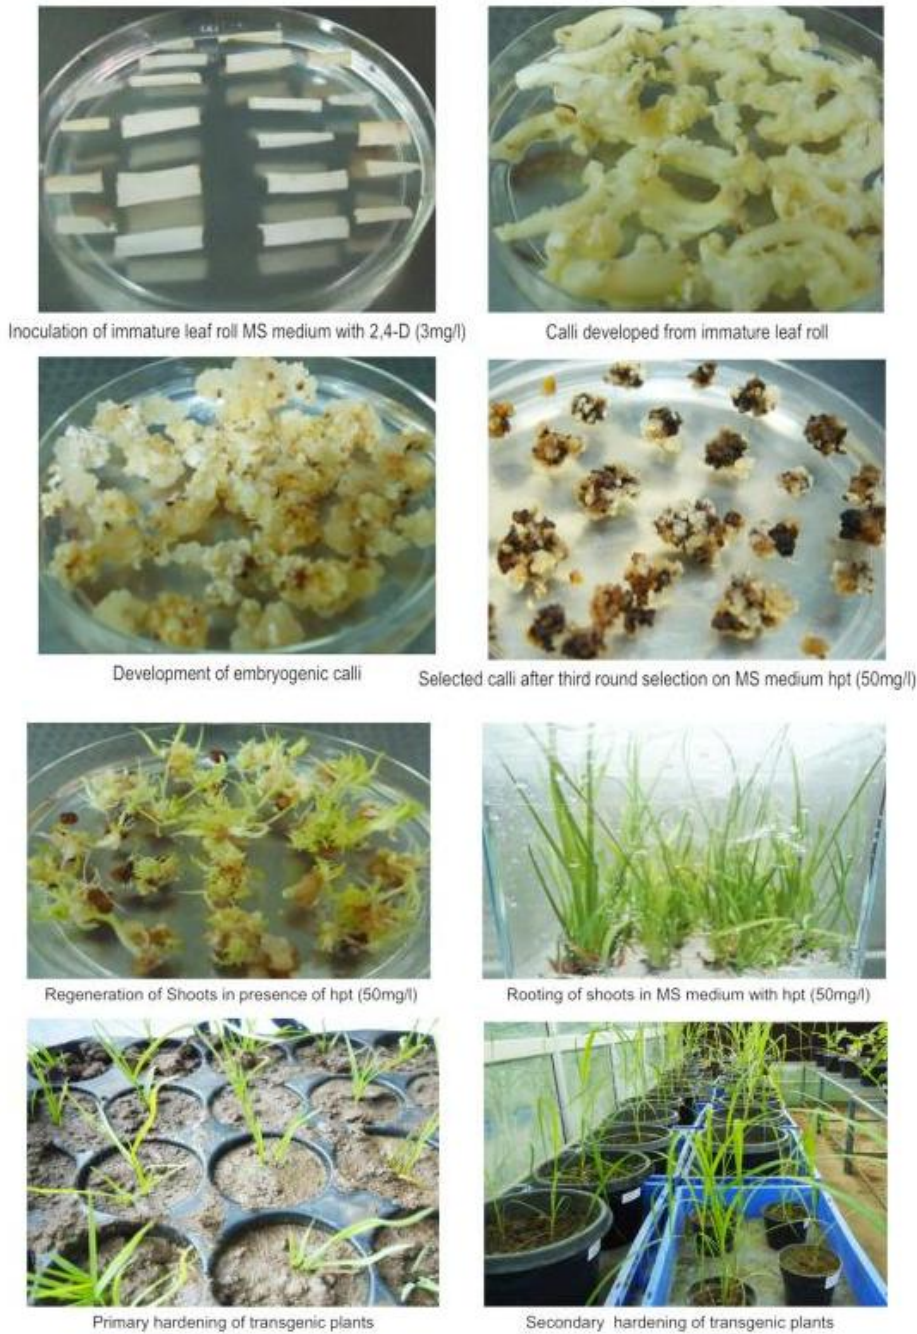 Inoculation of immature leaf roll MS medium with 2,4-D (3mg/l)
Calli developed from immature leaf roll
Development of embryogenic calli
Selected calli after third round selection on MS medium hpt (50mg/l)
Regeneration of Shoots in presence of hpt (50mg/l)
Rooting of shoots in MS medium with hpt (50mg/l)
Primary hardening of transgenic plants
Secondary hardening of transgenic plants